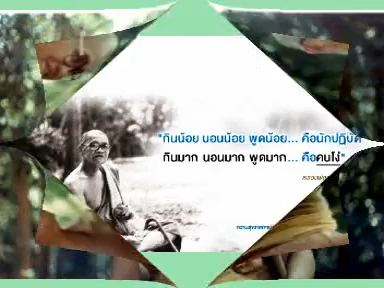 "กินน้อย นอนน้อย พูดน้อย... คือนักปฏิบัติ
กินมาก นอนมาก พูดมาก... คือคนโง่"